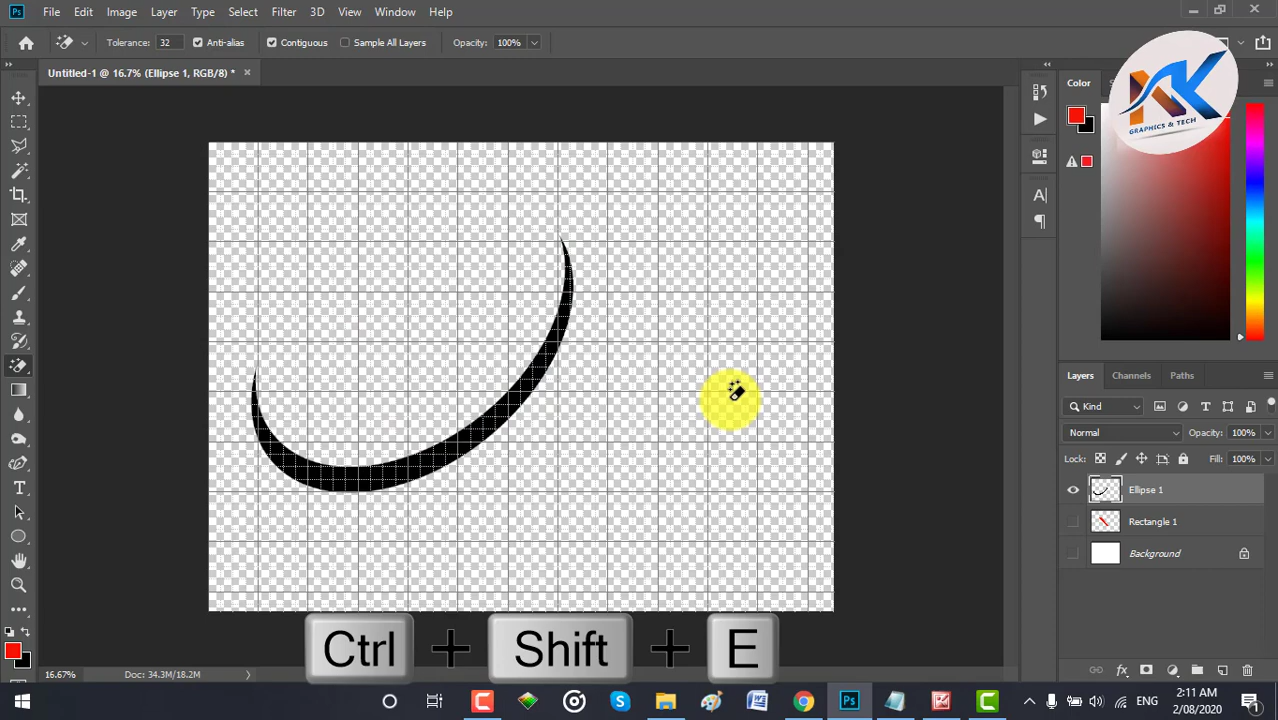 Ps File Edit Image Layer Type Select Filter 3D View Window Help
Tolerance: 32 Anti-alias Contiguous Sample All Layers Opacity: 100%
Untitled-1 @ 16.7% (Ellipse 1, RGB/8) *
Color
GRAPHICS & TECH
Layers Channels Paths
Kind
Normal Opacity: 100%
Lock: Fill: 100%
Ellipse 1
Rectangle 1
Background
Ctrl + Shift + E
16.67% Doc: 34.3M/18.2M
ENG
2:11 AM
2/08/2020